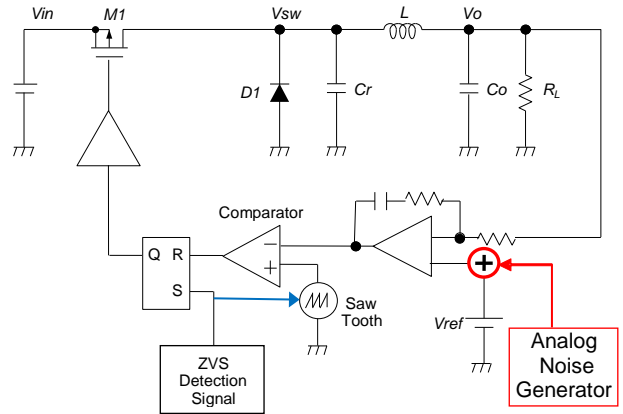 Vin
M1
Vsw
L
Vo
D1
Cr
Co
RL
Comparator
−
+
Q
R
S
Saw
Tooth
+
Vref
ZVS
Detection
Signal
Analog
Noise
Generator